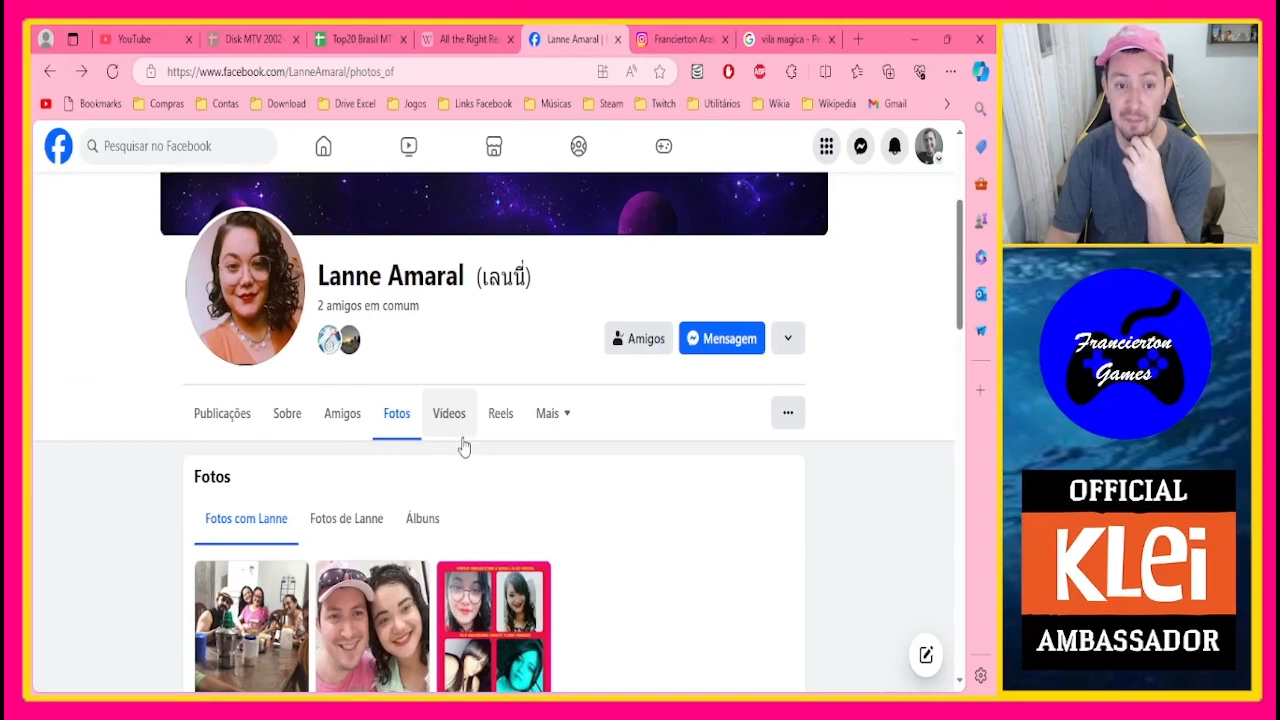 YouTube
Disk MTV 2002-
Top20 Brasil MT
All the Right Re
Lanne Amaral |
Francierton Ara
vila magica - Pe
https://www.facebook.com/LanneAmaral/photos_of
Bookmarks
Compras
Contas
Download
Drive Excel
Jogos
Links Facebook
Músicas
Steam
Twitch
Utilitários
Wikia
Wikipedia
Gmail
Pesquisar no Facebook
Lanne Amaral (เลนนี่)
2 amigos em comum
Amigos
Mensagem
Publicações
Sobre
Amigos
Fotos
Vídeos
Reels
Mais
Fotos
Fotos com Lanne
Fotos de Lanne
Álbuns
Francierton
Games
OFFICIAL
KLEi
AMBASSADOR